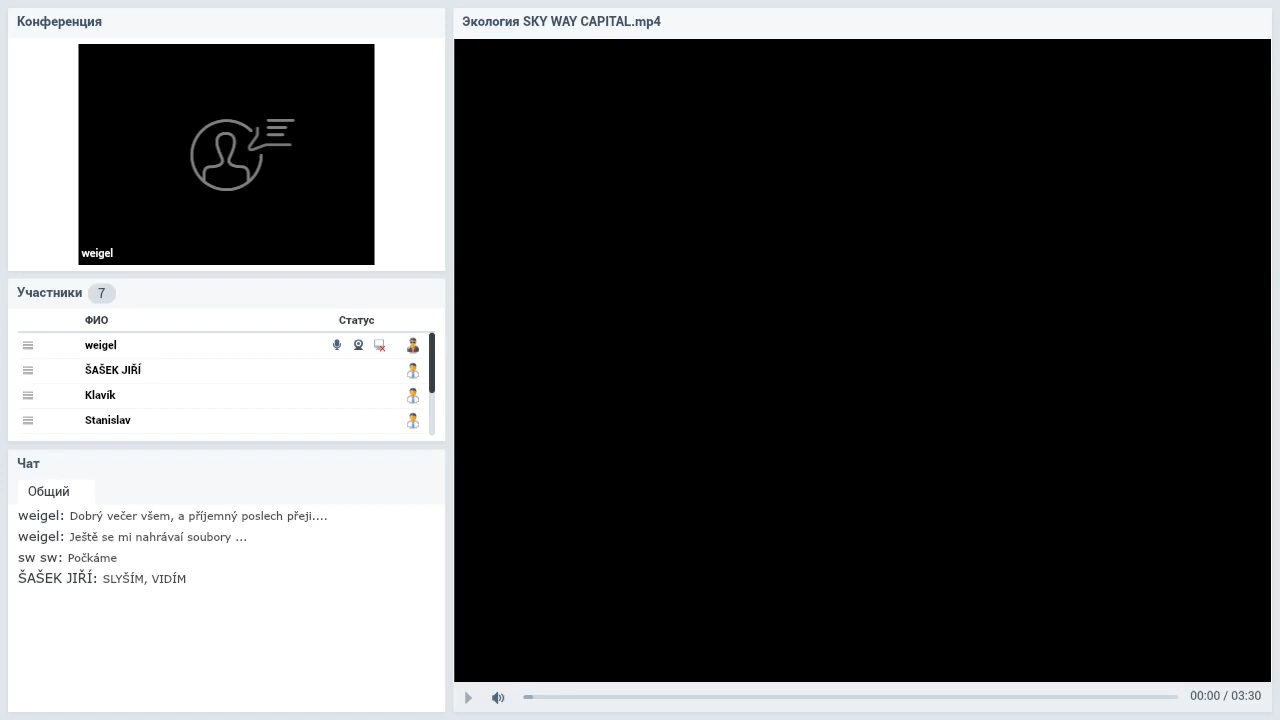 Конференция
weigel
Участники 7
ФИО Статус
weigel
ŠAŠEK JIŘÍ
Klavík
Stanislav
Чат
Общий
weigel: Dobrý večer všem, a příjemný poslech přeji....
weigel: Ještě se mi nahrávaí soubory ...
sw sw: Počkáme
ŠAŠEK JIŘÍ: SLYŠÍM, VIDÍM
Экология SKY WAY CAPITAL.mp4
00:00 / 03:30